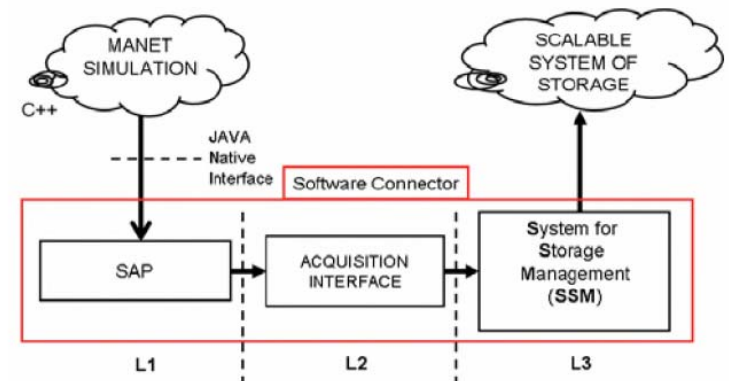 MANET
SIMULATION
C++
SCALABLE
SYSTEM OF
STORAGE
JAVA
Native
Interface
Software Connector
SAP
ACQUISITION
INTERFACE
System for
Storage
Management
(SSM)
L1
L2
L3